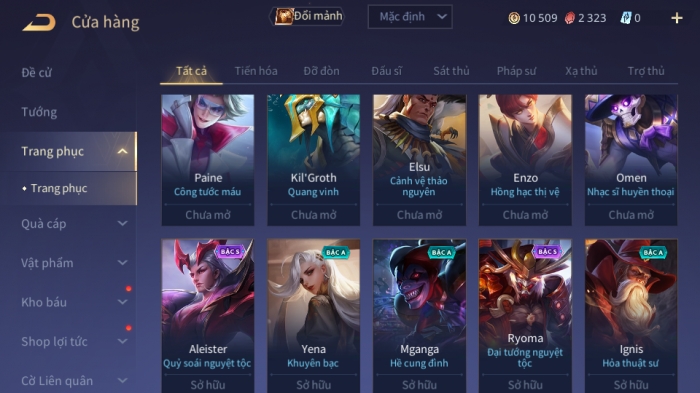 Cửa hàng
Đổi mảnh
Mặc định
10 509
2 323
0
Đề cử
Tướng
Trang phục
Trang phục
Quà cáp
Vật phẩm
Kho báu
Shop lợi tức
Cờ Liên quân
Tất cả
Tiến hóa
Đỡ đòn
Đấu sĩ
Sát thủ
Pháp sư
Xạ thủ
Trợ thủ
Paine
Công tước máu
Chưa mở
Kil'Groth
Quang vinh
Chưa mở
Elsu
Cảnh vệ thảo
nguyên
Chưa mở
Enzo
Hồng hạc thị vệ
Chưa mở
Omen
Nhạc sĩ huyền thoại
Chưa mở
BẬC S
Aleister
Quỷ soái nguyệt tộc
Sở hữu
BẬC A
Yena
Khuyên bạc
Sở hữu
BẬC A
Mganga
Hề cung đình
Sở hữu
BẬC S
Ryoma
Đại tướng nguyệt
tộc
Sở hữu
BẬC A
Ignis
Hỏa thuật sư
Sở hữu